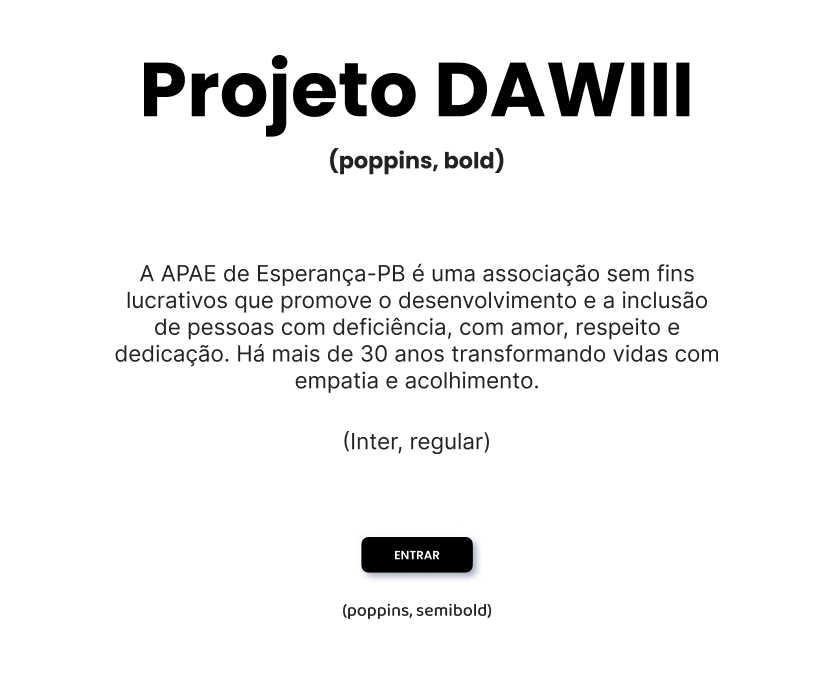 Projeto DAWIII
(poppins, bold)
A APAE de Esperança-PB é uma associação sem fins
lucrativos que promove o desenvolvimento e a inclusão
de pessoas com deficiência, com amor, respeito e
dedicação. Há mais de 30 anos transformando vidas com
empatia e acolhimento.
(Inter, regular)
ENTRAR
(poppins, semibold)